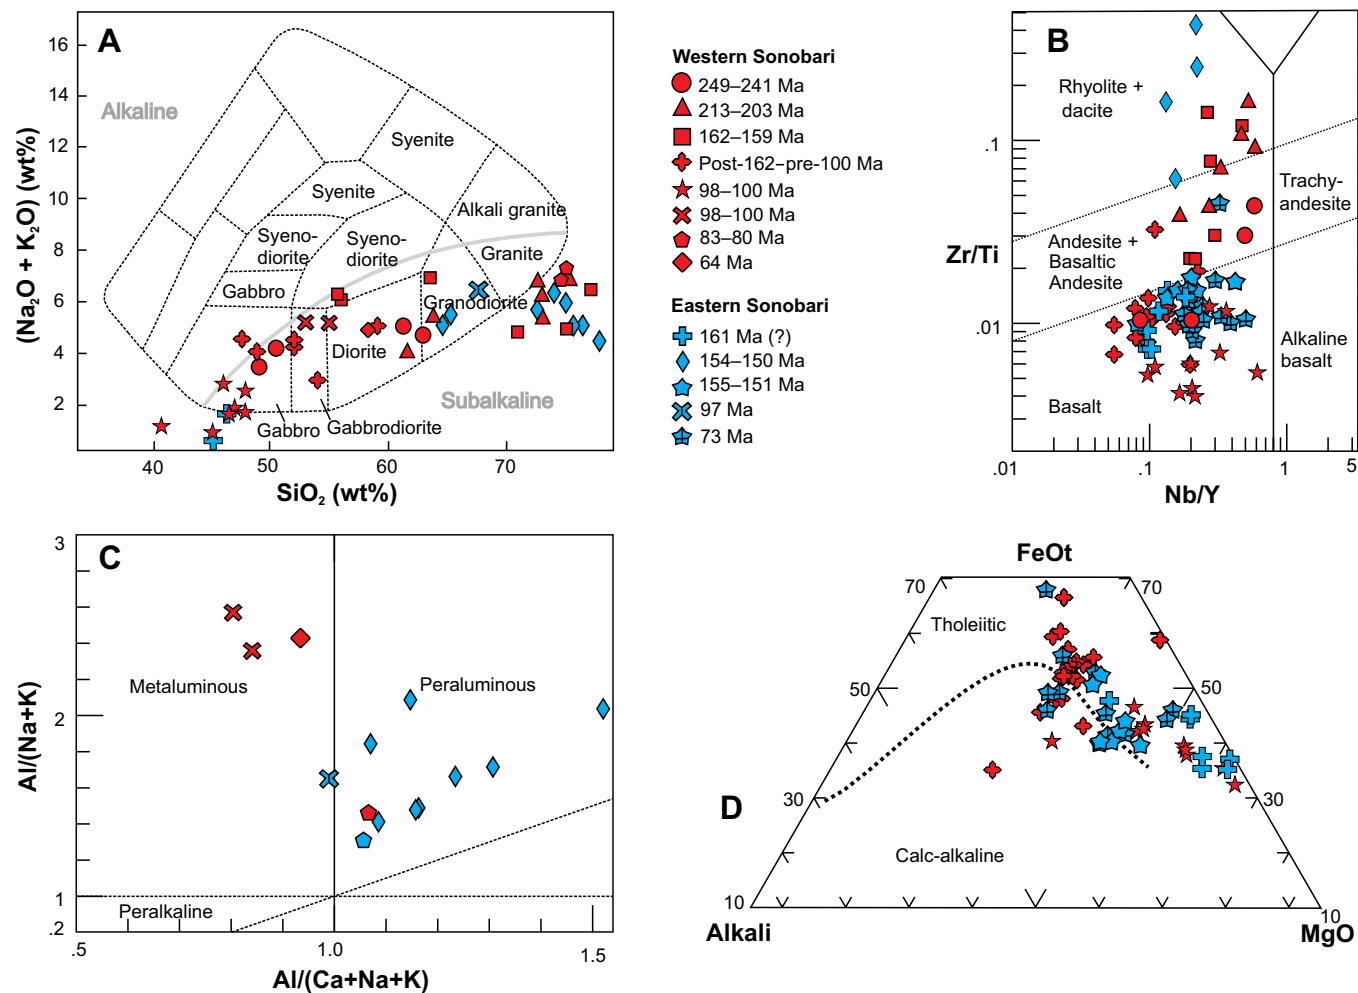 A
16
14
12
10
8
6
4
2
(Na2O + K2O) (wt%)
Alkaline
Syenite
Syenite
Alkali granite
Syeno-
diorite
Syeno-
diorite
Granite
Gabbro
Granodiorite
Diorite
Subalkaline
Gabbro
Gabbrodiorite
40
50
60
70
SiO2 (wt%)
Western Sonobari
249–241 Ma
213–203 Ma
162–159 Ma
Post-162–pre-100 Ma
98–100 Ma
98–100 Ma
83–80 Ma
64 Ma
Eastern Sonobari
161 Ma (?)
154–150 Ma
155–151 Ma
97 Ma
73 Ma
B
Rhyolite +
dacite
.1
Trachy-
andesite
Andesite +
Basaltic
Andesite
Zr/Ti
.01
Alkaline
basalt
Basalt
.01
.1
1
5
Nb/Y
C
3
2
1
.2
Al/(Na+K)
Metaluminous
Peraluminous
Peralkaline
.5
1.0
1.5
Al/(Ca+Na+K)
FeOt
70
70
Tholeiitic
50
50
30
30
D
Calc-alkaline
10
10
Alkali
MgO